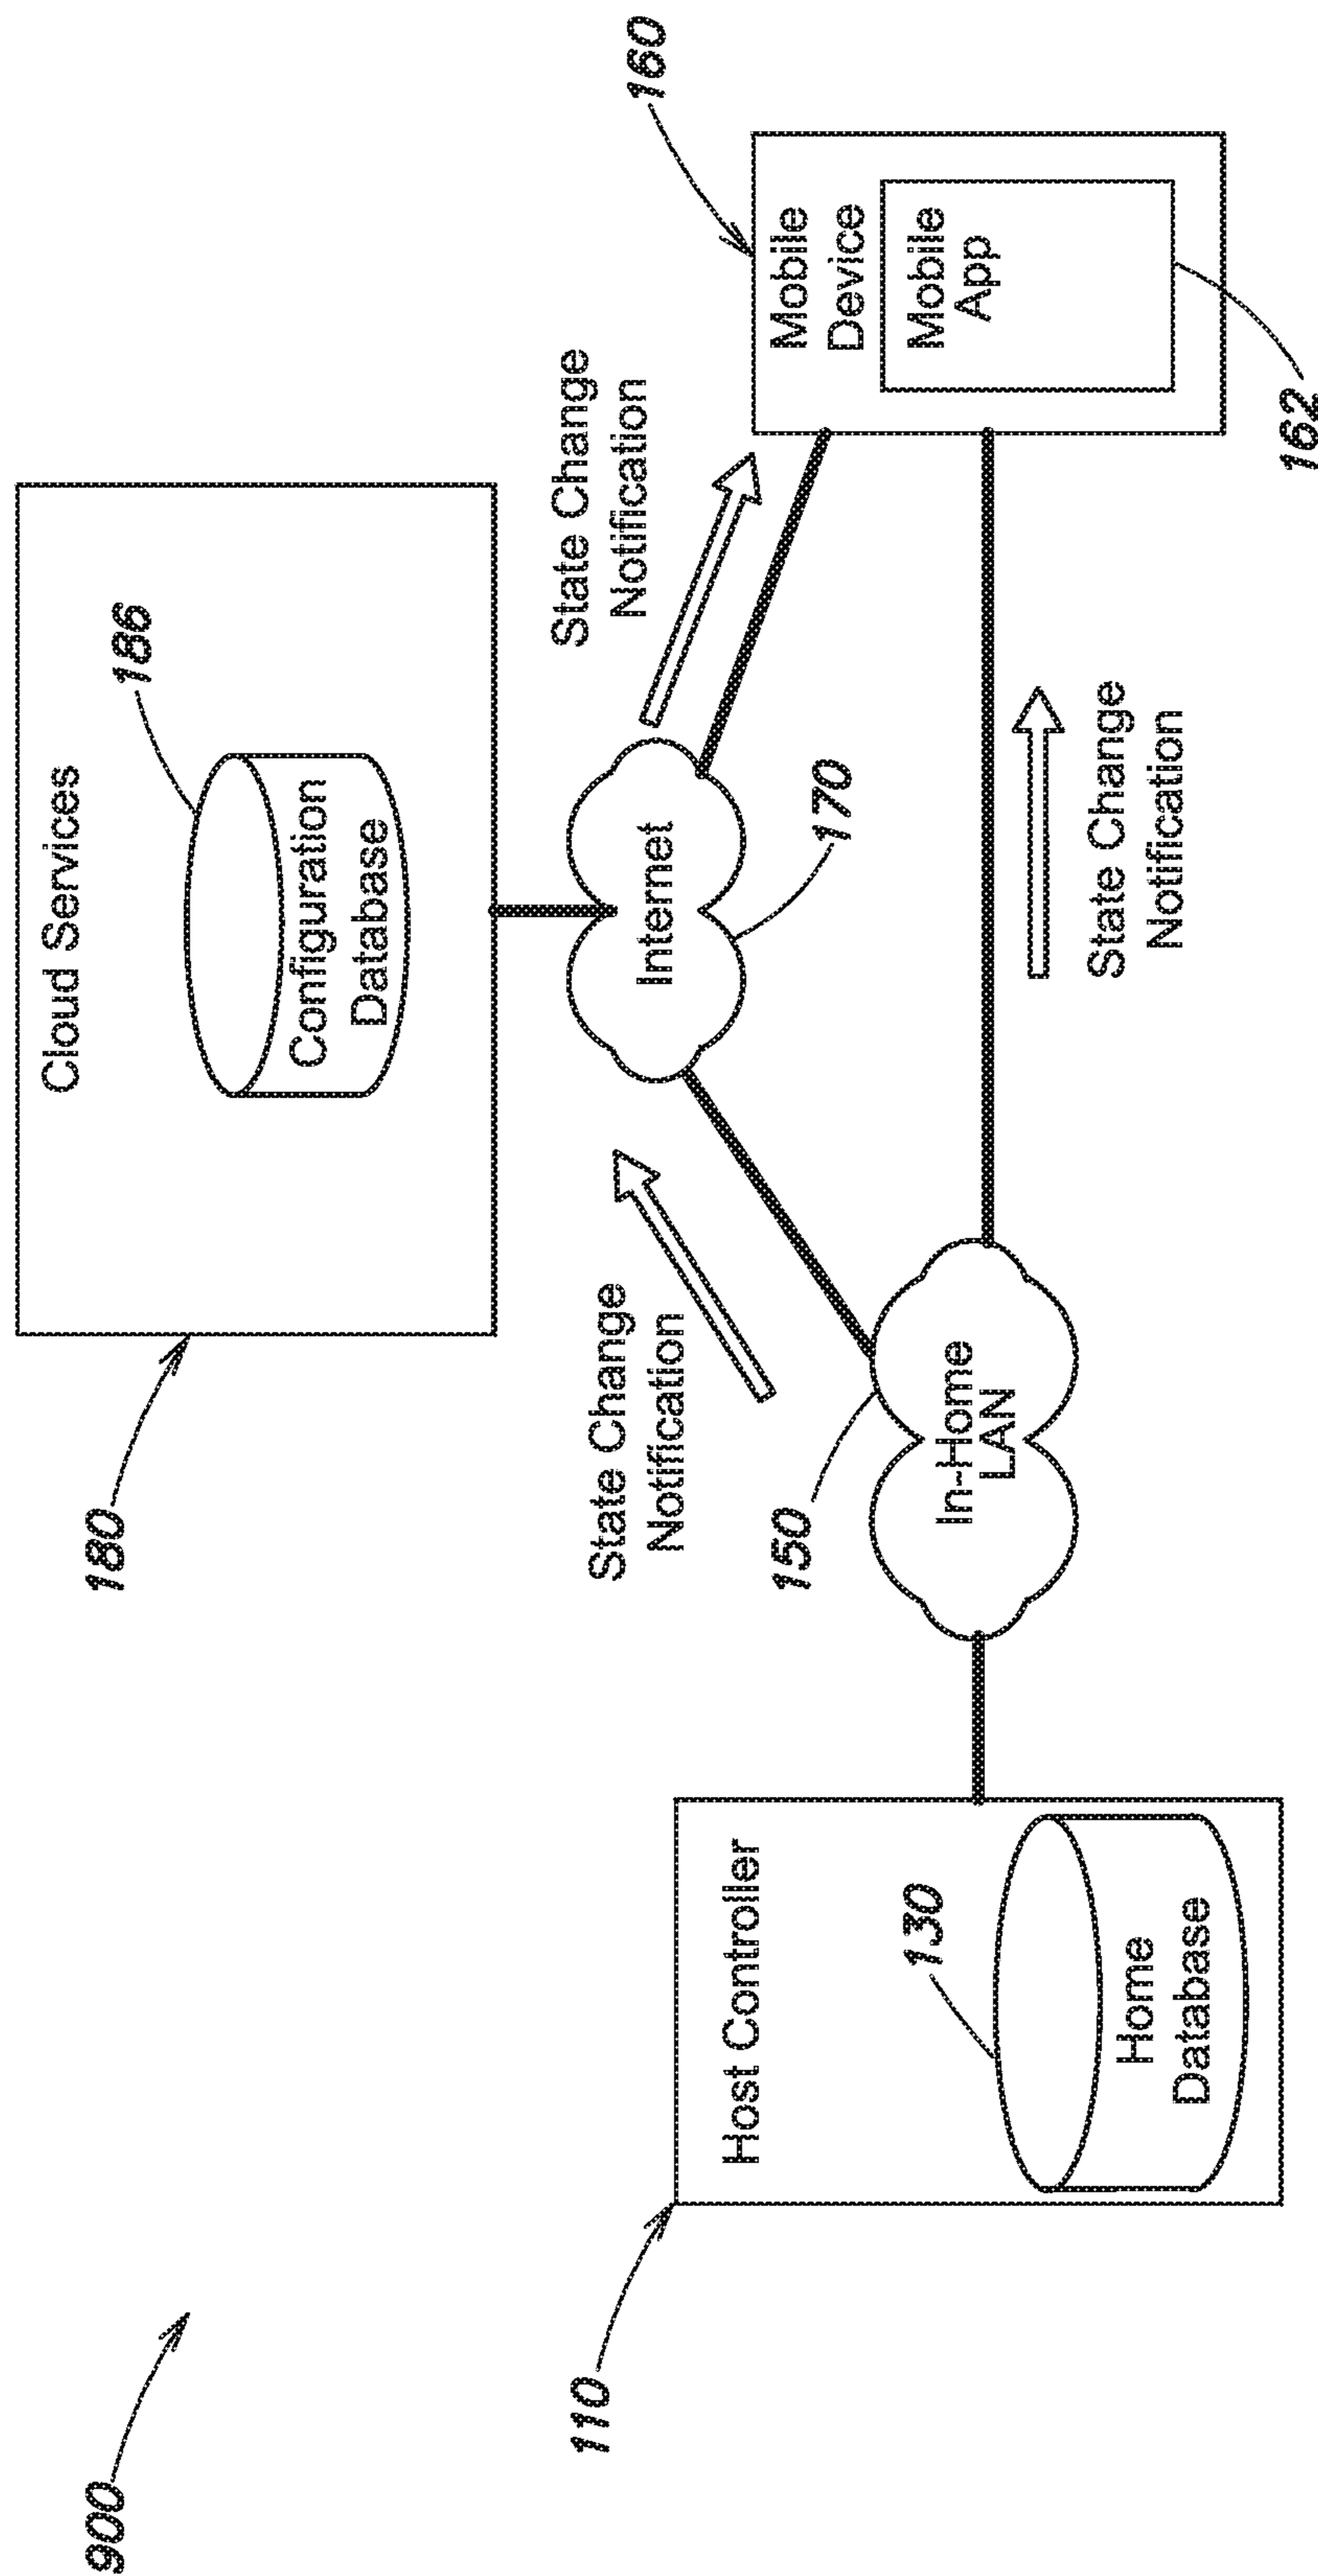 900
180
Cloud Services
186
Configuration
Database
110
Host Controller
130
Home
Database
State Change
Notification
150
In-Home
LAN
Internet
170
State Change
Notification
State Change
Notification
160
Mobile
Device
Mobile
App
162